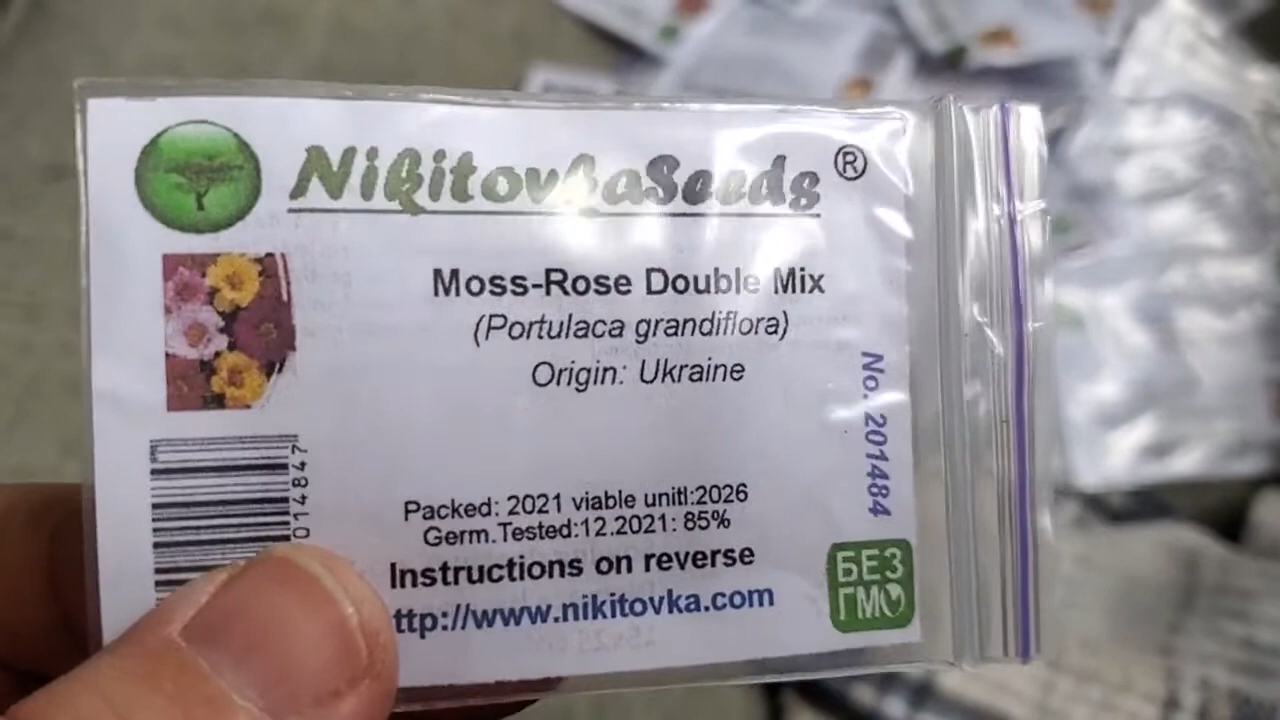 NikitovkaSeeds®
Moss-Rose Double Mix
(Portulaca grandiflora)
Origin: Ukraine
No. 201484
014847
Packed: 2021 viable unitl:2026
Germ.Tested:12.2021: 85%
Instructions on reverse
ttp://www.nikitovka.com
БЕЗ
ГМО